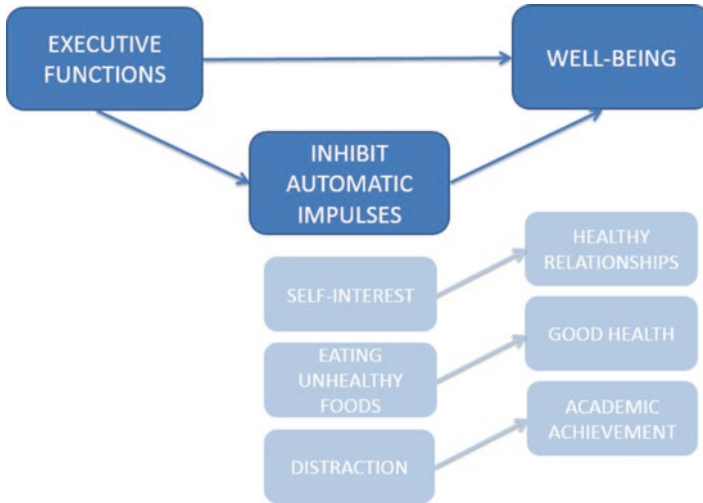 EXECUTIVE
FUNCTIONS
WELL-BEING
INHIBIT
AUTOMATIC
IMPULSES
SELF-INTEREST
HEALTHY
RELATIONSHIPS
EATING
UNHEALTHY
FOODS
GOOD HEALTH
DISTRACTION
ACADEMIC
ACHIEVEMENT